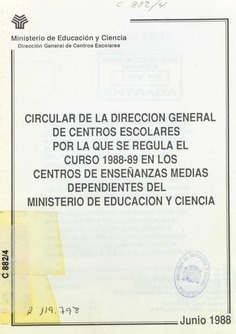 C 882/4
Ministerio de Educación y Ciencia
Dirección General de Centros Escolares
CIRCULAR DE LA DIRECCION GENERAL
DE CENTROS ESCOLARES
POR LA QUE SE REGULA EL
CURSO 1988-89 EN LOS
CENTROS DE ENSEÑANZAS MEDIAS
DEPENDIENTES DEL
MINISTERIO DE EDUCACION Y CIENCIA
C 882/4
R 119.798
Junio 1988